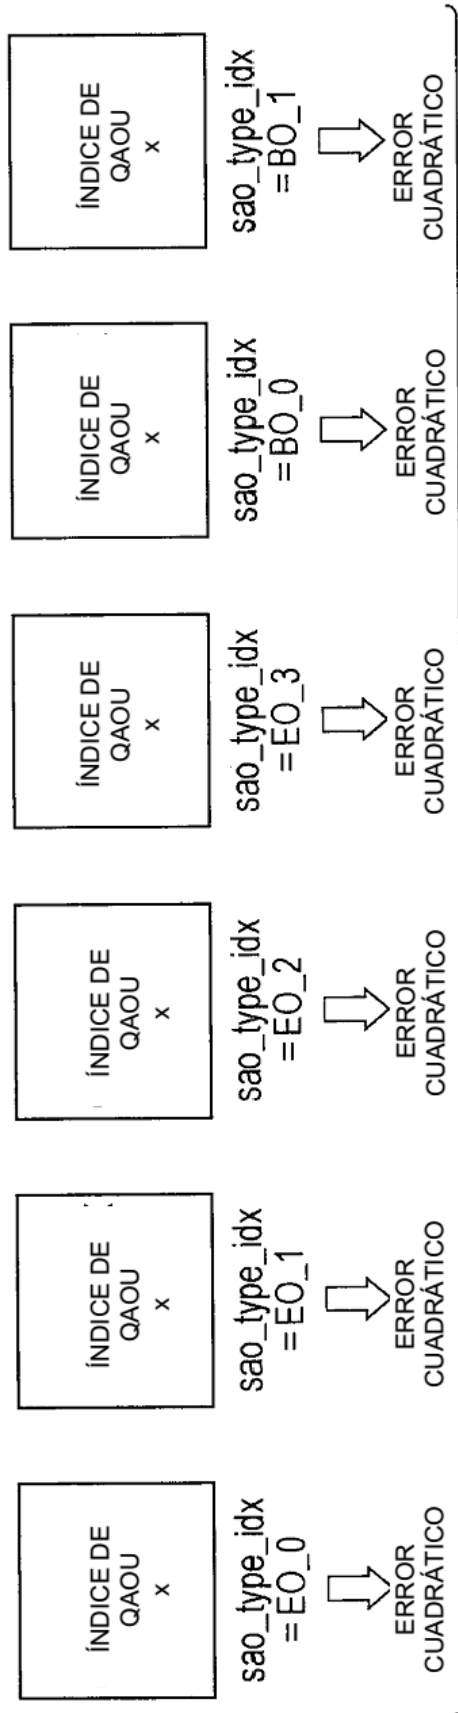 ÍNDICE DE
QAOU
x
sao_type_idx
=EO_0
ERROR
CUADRÁTICO
ÍNDICE DE
QAOU
x
sao_type_idx
=EO_1
ERROR
CUADRÁTICO
ÍNDICE DE
QAOU
x
sao_type_idx
=EO_2
ERROR
CUADRÁTICO
ÍNDICE DE
QAOU
x
sao_type_idx
=EO_3
ERROR
CUADRÁTICO
ÍNDICE DE
QAOU
x
sao_type_idx
=BO_0
ERROR
CUADRÁTICO
ÍNDICE DE
QAOU
x
sao_type_idx
=BO_1
ERROR
CUADRÁTICO